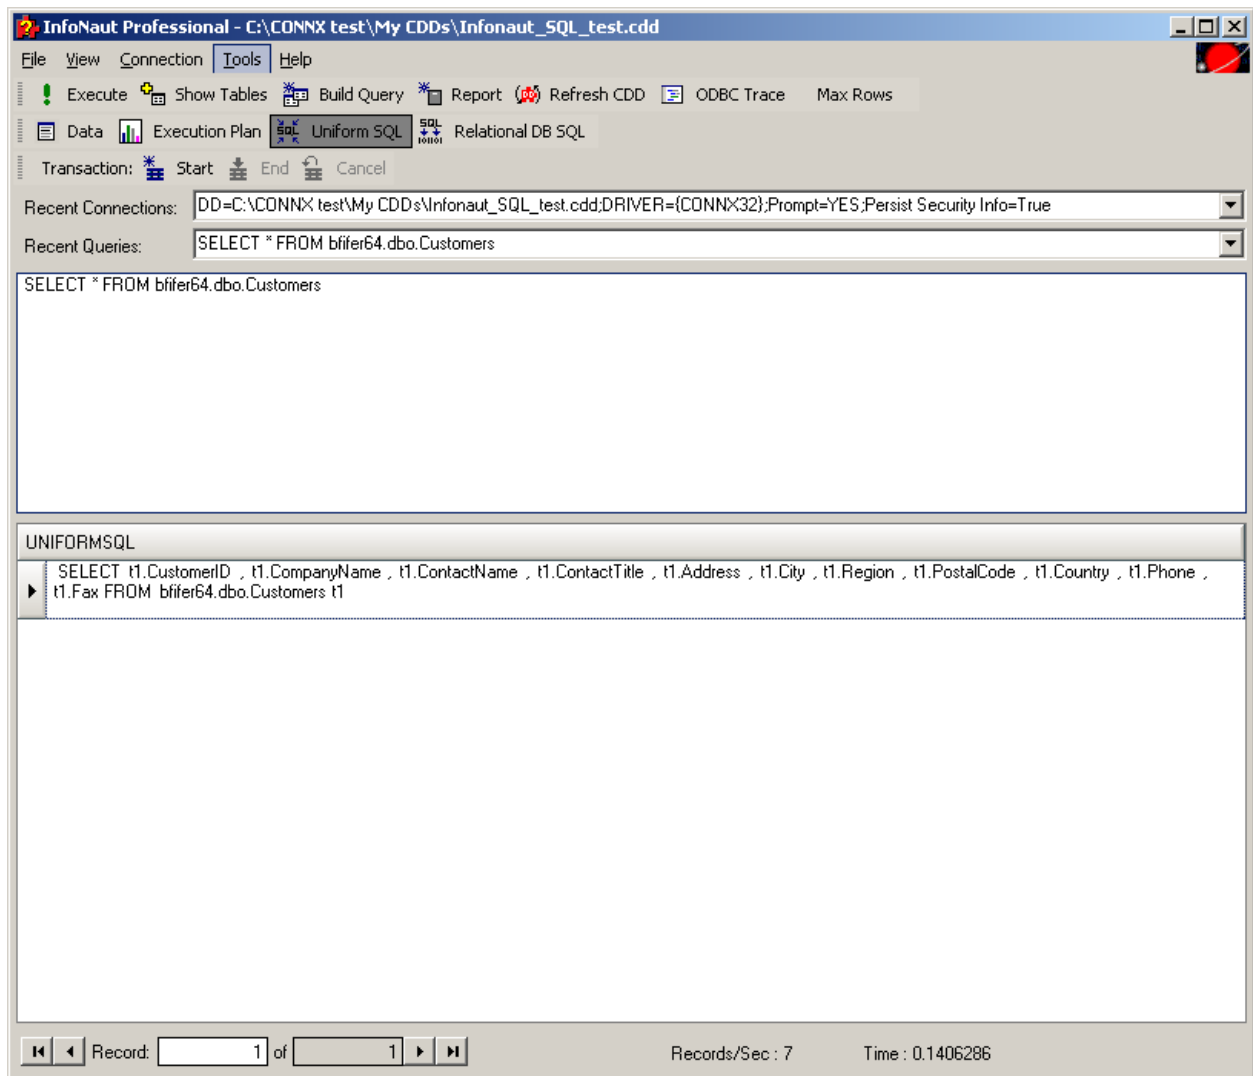 InfoNaut Professional - C:\CONNX test\My CDDs\Infonaut_SQL_test.cdd
File View Connection Tools Help
Execute Show Tables Build Query Report Refresh CDD ODBC Trace Max Rows
Data Execution Plan Uniform SQL Relational DB SQL
Transaction: Start End Cancel
Recent Connections: DD=C:\CONNX test\My CDDs\Infonaut_SQL_test.cdd;DRIVER={CONNX32};Prompt=YES;Persist Security Info=True
Recent Queries: SELECT * FROM bfifer64.dbo.Customers
SELECT * FROM bfifer64.dbo.Customers
UNIFORMSQL
SELECT t1.CustomerID , t1.CompanyName , t1.ContactName , t1.ContactTitle , t1.Address , t1.City , t1.Region , t1.PostalCode , t1.Country , t1.Phone ,
t1.Fax FROM bfifer64.dbo.Customers t1
Record: 1 of 1 Records/Sec : 7 Time : 0.1406286